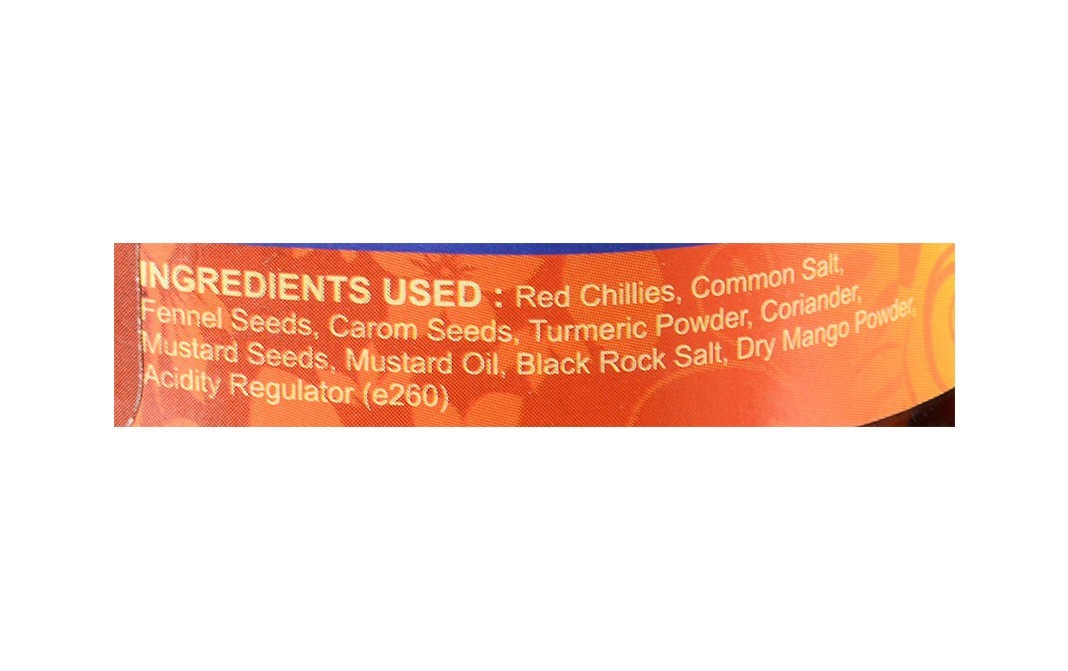 INGREDIENTS USED : Red Chillies, Common Salt,
Fennel Seeds, Carom Seeds, Turmeric Powder, Coriander,
Mustard Seeds, Mustard Oil, Black Rock Salt, Dry Mango Powder,
Acidity Regulator (e260)